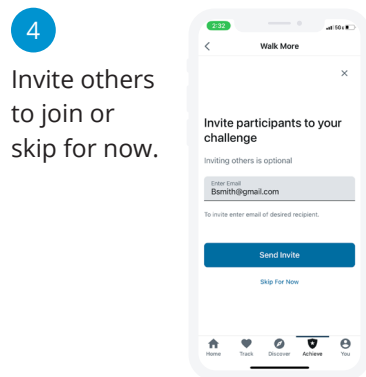 4
Invite others
to join or
skip for now.
2:32
Walk More
Invite participants to your
challenge
Inviting others is optional
Enter Email
Bsmith@gmail.com
To invite enter email of desired recipient.
Send Invite
Skip For Now
Home Track Discover Achieve You